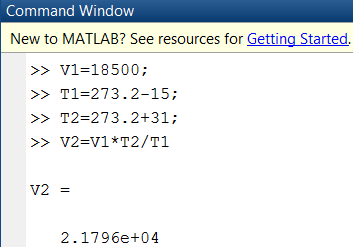 Command Window
New to MATLAB? See resources for Getting Started.
>> V1=18500;
>> T1=273.2-15;
>> T2=273.2+31;
>> V2=V1*T2/T1
V2 =
2.1796e+04